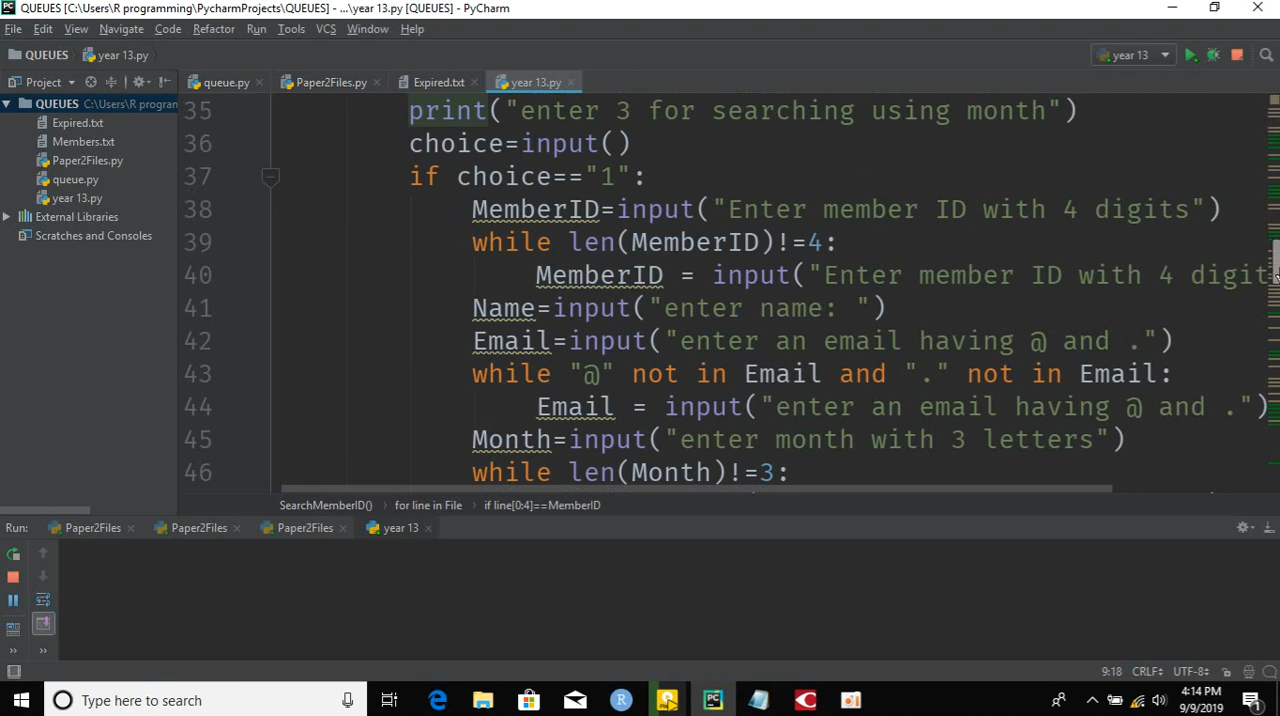 QUEUES [C:\Users\R programming\PycharmProjects\QUEUES] - ...\year 13.py [QUEUES] - PyCharm
File Edit View Navigate Code Refactor Run Tools VCS Window Help
QUEUES year 13.py year 13
Project queue.py Paper2Files.py Expired.txt year 13.py
QUEUES C:\Users\R program
Expired.txt
Members.txt
Paper2Files.py
queue.py
year 13.py
External Libraries
Scratches and Consoles
35 print("enter 3 for searching using month")
36 choice=input()
37 if choice=="1":
38 MemberID=input("Enter member ID with 4 digits")
39 while len(MemberID)!=4:
40 MemberID = input("Enter member ID with 4 digit
41 Name=input("enter name: ")
42 Email=input("enter an email having @ and .")
43 while "@" not in Email and "." not in Email:
44 Email = input("enter an email having @ and .")
45 Month=input("enter month with 3 letters")
46 while len(Month)!=3:
SearchMemberID() for line in File if line[0:4]==MemberID
Run: Paper2Files Paper2Files Paper2Files year 13
9:18 CRLF UTF-8
Type here to search
4:14 PM
9/9/2019
1